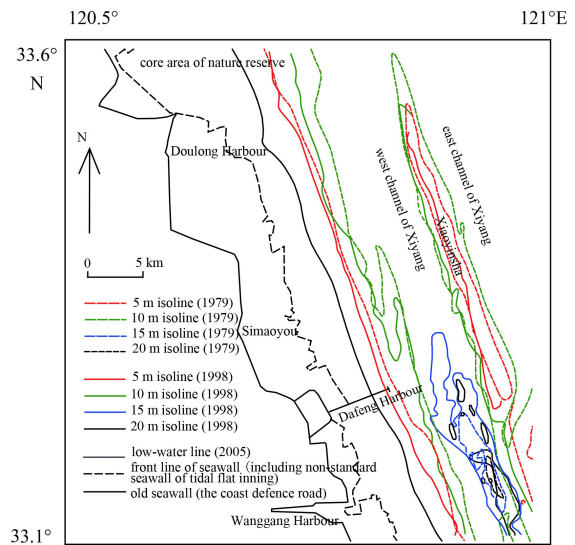 120.5°
121°E
33.6°
N
core area of nature reserve
N
Doulong Harbour
east channel of Xiyang
west channel of Xiyang
Xiaoyinsha
0 5 km
5 m isoline (1979)
10 m isoline (1979)
15 m isoline (1979)
20 m isoline (1979)
Simaoyou
5 m isoline (1998)
10 m isoline (1998)
15 m isoline (1998)
20 m isoline (1998)
Dafeng Harbour
low-water line (2005)
front line of seawall (including non-standard
seawall of tidal flat inning)
old seawall (the coast defence road)
Wanggang Harbour
33.1°